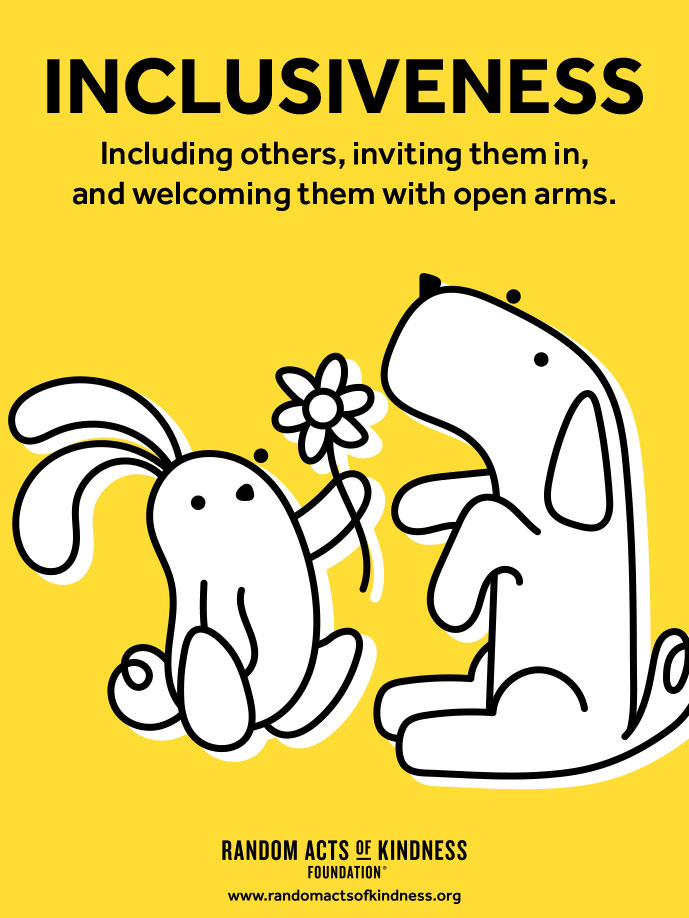 INCLUSIVENESS
Including others, inviting them in,
and welcoming them with open arms.
RANDOM ACTS OF KINDNESS
FOUNDATION®
www.randomactsofkindness.org